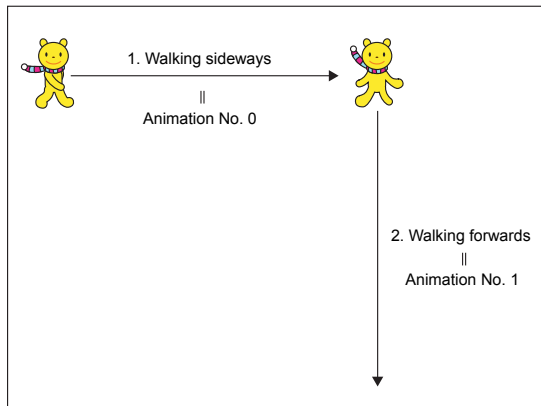 1. Walking sideways
||
Animation No. 0
2. Walking forwards
||
Animation No. 1